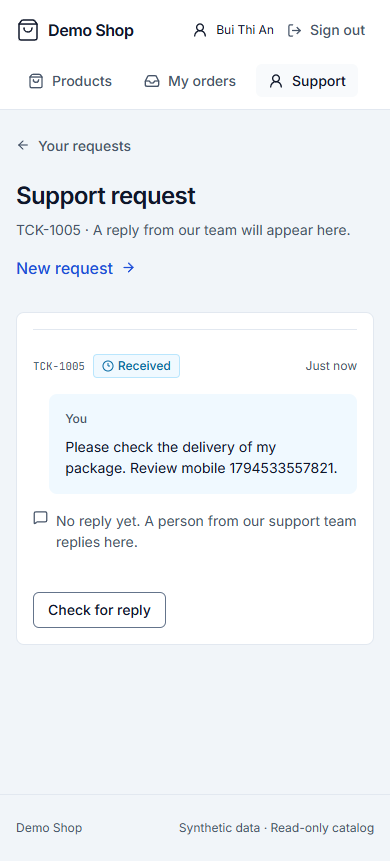 Demo Shop
Bui Thi An
Sign out
Products
My orders
Support
Your requests
Support request
TCK-1005 · A reply from our team will appear here.
New request
TCK-1005
Received
Just now
You
Please check the delivery of my
package. Review mobile 1794533557821.
No reply yet. A person from our support team
replies here.
Check for reply
Demo Shop
Synthetic data · Read-only catalog